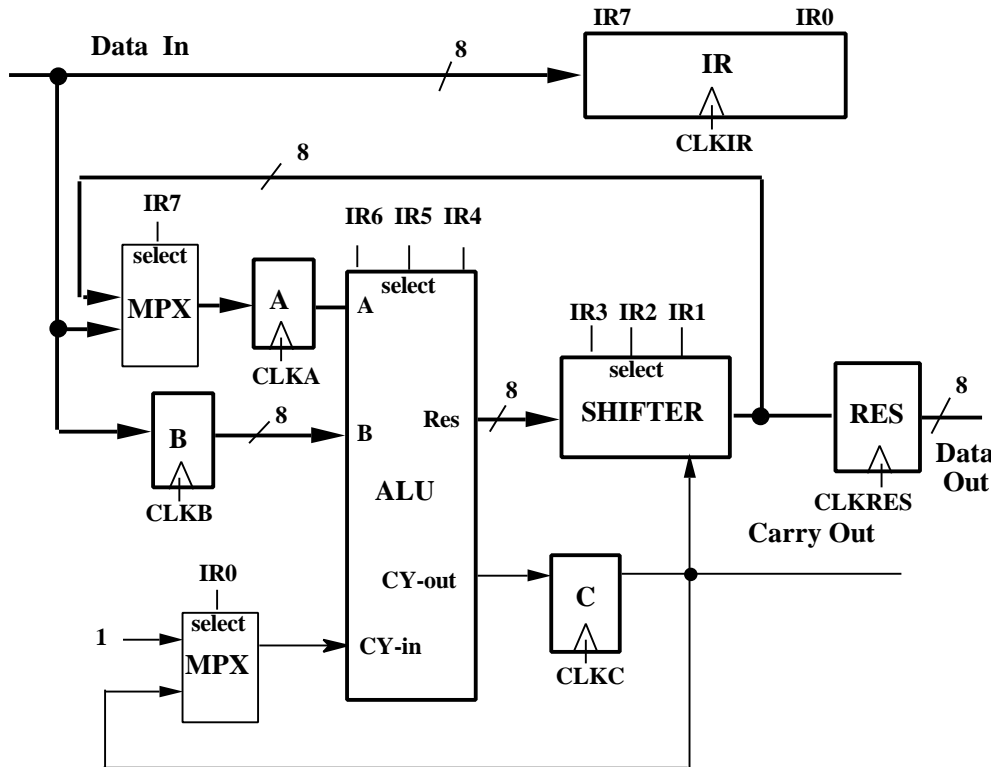 IR7 IR0
Data In
8
IR
CLKIR
8
IR7
select
MPX
A
CLKA
IR6 IR5 IR4
select
A
B
Res
ALU
CY-out
CY-in
8
B
CLKB
8
IR3 IR2 IR1
select
SHIFTER
RES
CLKRES
8
Data
Out
Carry Out
C
CLKC
IR0
select
MPX
1